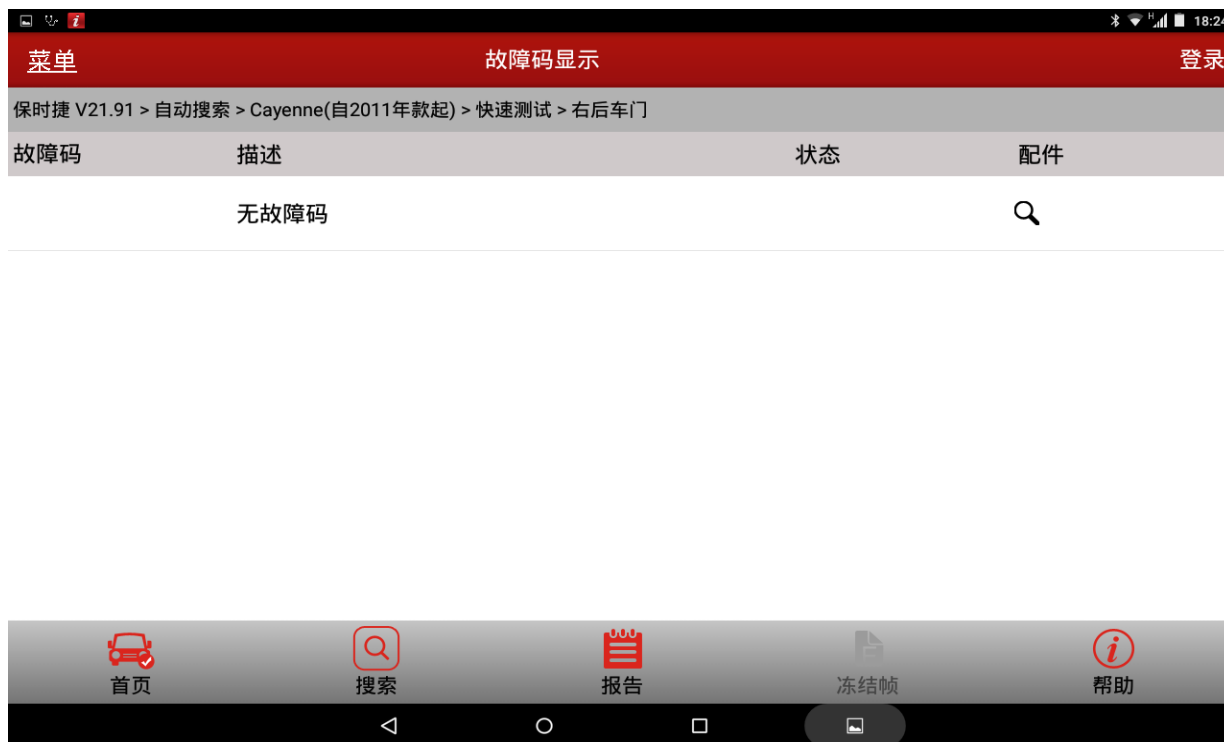 H 18:24
菜单 故障码显示 登录
保时捷 V21.91 > 自动搜索 > Cayenne(自2011年款起) > 快速测试 > 右后车门
故障码 描述 状态 配件
无故障码
首页 搜索 报告 冻结帧 帮助